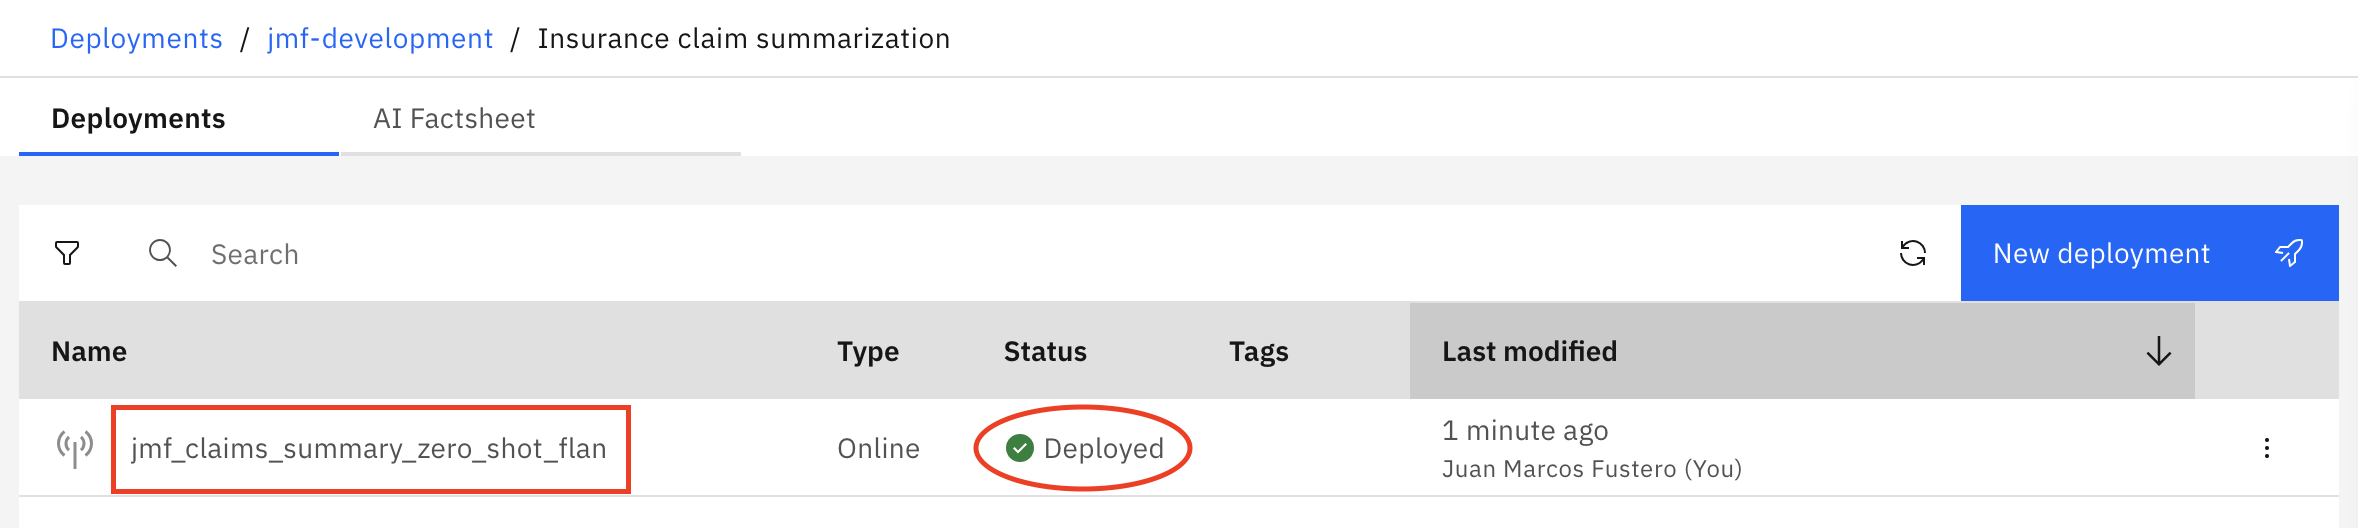 Deployments / jmf-development / Insurance claim summarization
Deployments AI Factsheet
Search New deployment
Name Type Status Tags Last modified
jmf_claims_summary_zero_shot_flan Online Deployed 1 minute ago
Juan Marcos Fustero (You)